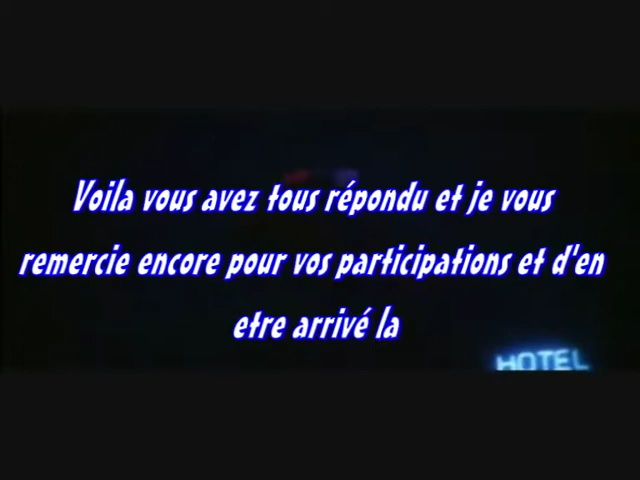 Voila vous avez tous répondu et je vous
remercie encore pour vos participations et d'en
etre arrivé la
HOTEL